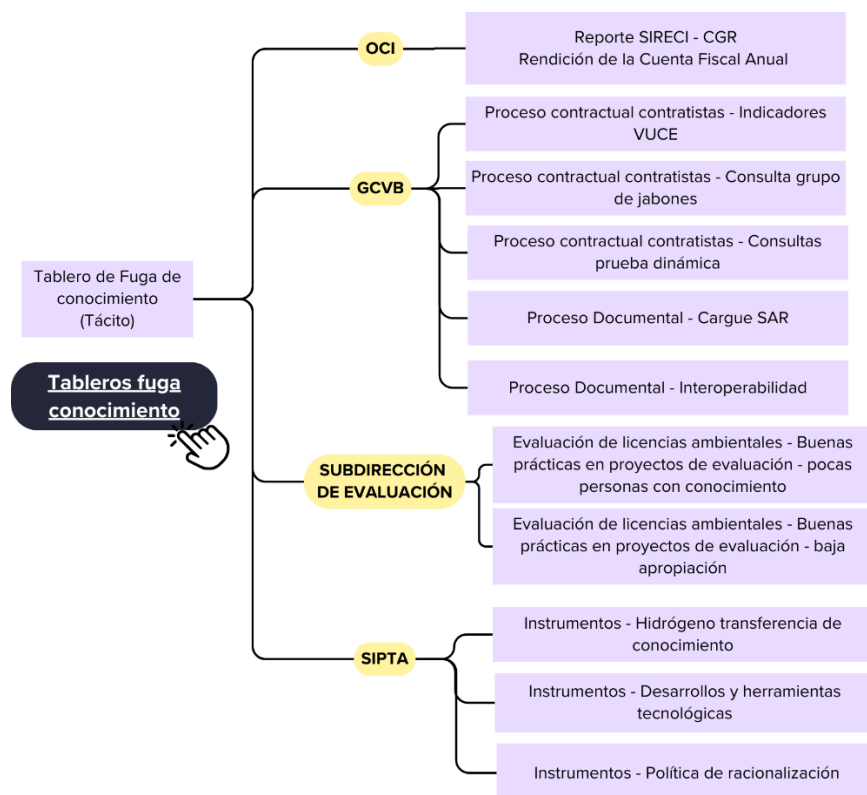 OCI
Reporte SIRECI - CGR
Rendición de la Cuenta Fiscal Anual
GCVB
Proceso contractual contratistas - Indicadores
VUCE
Proceso contractual contratistas - Consulta grupo
de jabones
Proceso contractual contratistas - Consultas
prueba dinámica
Proceso Documental - Cargue SAR
Proceso Documental - Interoperabilidad
Tablero de Fuga de
conocimiento
(Tácito)
Tableros fuga
conocimiento
SUBDIRECCIÓN
DE EVALUACIÓN
Evaluación de licencias ambientales - Buenas
prácticas en proyectos de evaluación - pocas
personas con conocimiento
Evaluación de licencias ambientales - Buenas
prácticas en proyectos de evaluación - baja
apropiación
SIPTA
Instrumentos - Hidrógeno transferencia de
conocimiento
Instrumentos - Desarrollos y herramientas
tecnológicas
Instrumentos - Política de racionalización